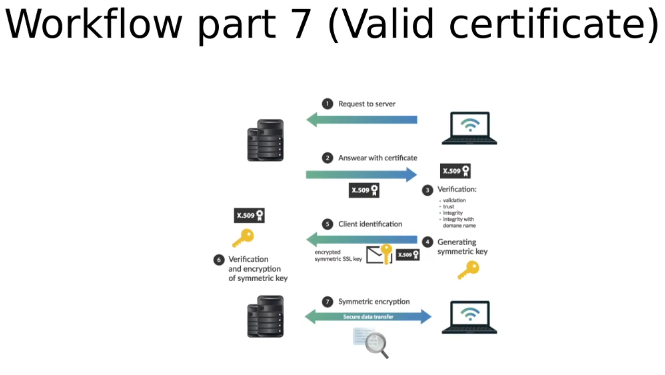 Workflow part 7 (Valid certificate)
1 Request to server
2 Answear with certificate
X.509
X.509
3 Verification:
• validation
• trust
• integrity
• integrity with
domane name
X.509
5 Client identification
encrypted
symmetric SSL key
X.509
4 Generating
symmetric key
6 Verification
and encryption
of symmetric key
7 Symmetric encryption
Secure data transfer